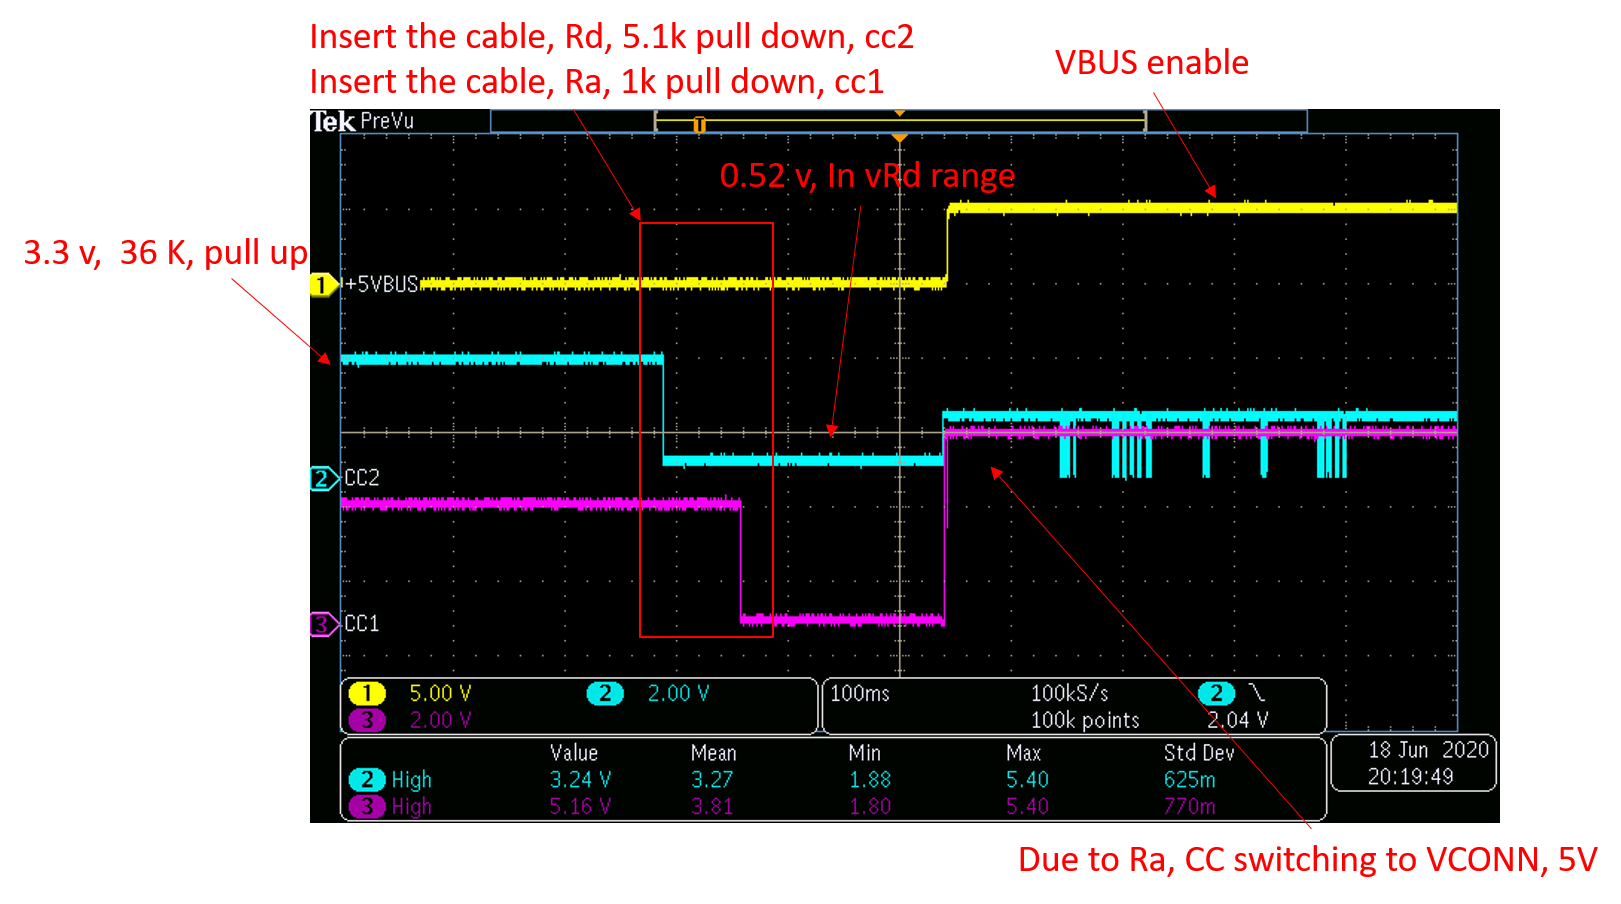 Insert the cable, Rd, 5.1k pull down, cc2
Insert the cable, Ra, 1k pull down, cc1
VBUS enable
Tek PreVu
T
0.52 v, In vRd range
3.3 v,  36 K, pull up
1 +5VBUS
2 CC2
3 CC1
1 5.00 V 2 2.00 V
3 2.00 V
100ms 100kS/s 2
100k points 2.04 V
Value Mean Min Max Std Dev
2 High 3.24 V 3.27 1.88 5.40 625m
3 High 5.16 V 3.81 1.80 5.40 770m
18 Jun 2020
20:19:49
Due to Ra, CC switching to VCONN, 5V